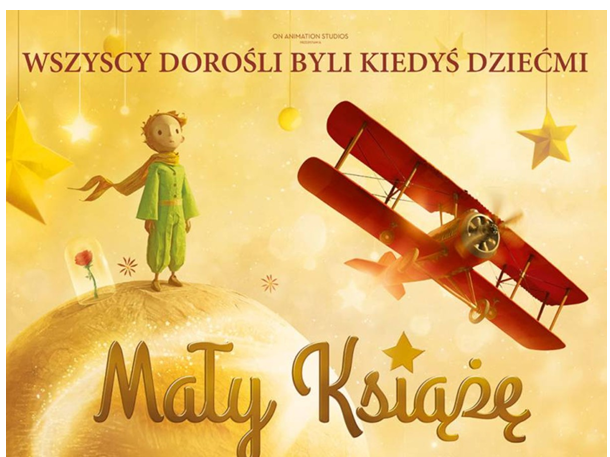 ON ANIMATION STUDIOS
WSZYSCY DOROŚLI BYLI KIEDYŚ DZIEĆMI
Mały Książę